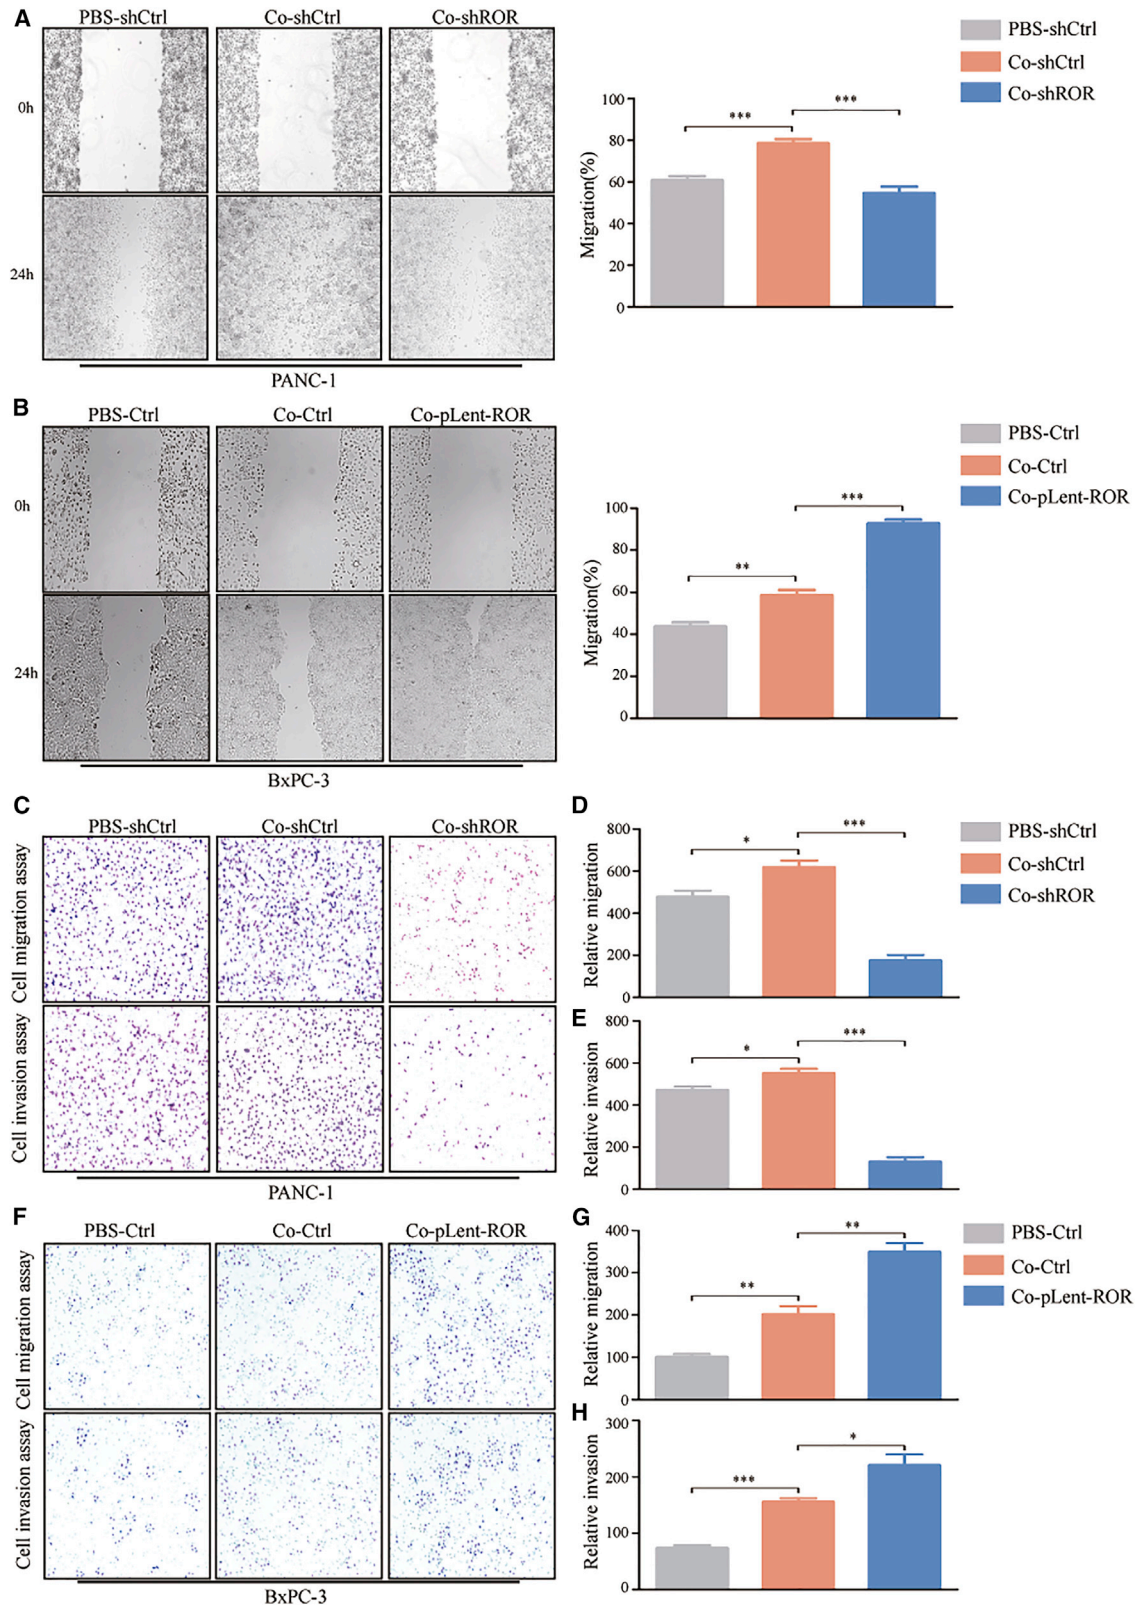 A
PBS-shCtrl Co-shCtrl Co-shROR
0h
24h
PANC-1
PBS-shCtrl
Co-shCtrl
Co-shROR
Migration(%)
100
80
60
40
20
0
*** ***
B
PBS-Ctrl Co-Ctrl Co-pLent-ROR
0h
24h
BxPC-3
PBS-Ctrl
Co-Ctrl
Co-pLent-ROR
Migration(%)
100
80
60
40
20
0
** ***
C
PBS-shCtrl Co-shCtrl Co-shROR
Cell migration assay
Cell invasion assay
PANC-1
D
Relative migration
800
600
400
200
0
* ***
PBS-shCtrl
Co-shCtrl
Co-shROR
E
Relative invasion
800
600
400
200
0
* ***
F
PBS-Ctrl Co-Ctrl Co-pLent-ROR
Cell migration assay
Cell invasion assay
BxPC-3
G
Relative migration
400
300
200
100
0
** **
PBS-Ctrl
Co-Ctrl
Co-pLent-ROR
H
Relative invasion
300
200
100
0
*** *